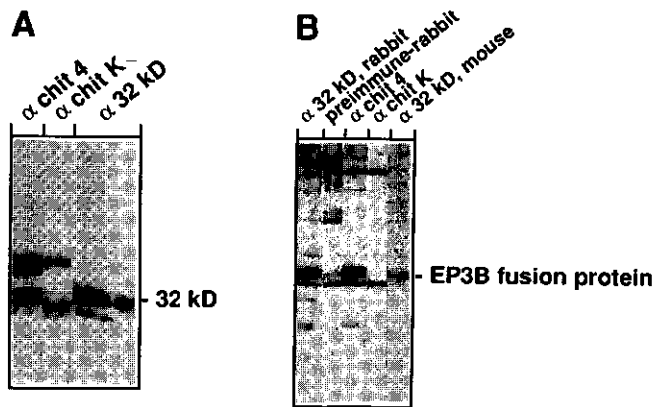 A
α chit 4
α chit K
α 32 kD
- 32 kD
B
α 32 kD, rabbit
preimmune-rabbit
α chit 4
α chit K
α 32 kD, mouse
- EP3B fusion protein